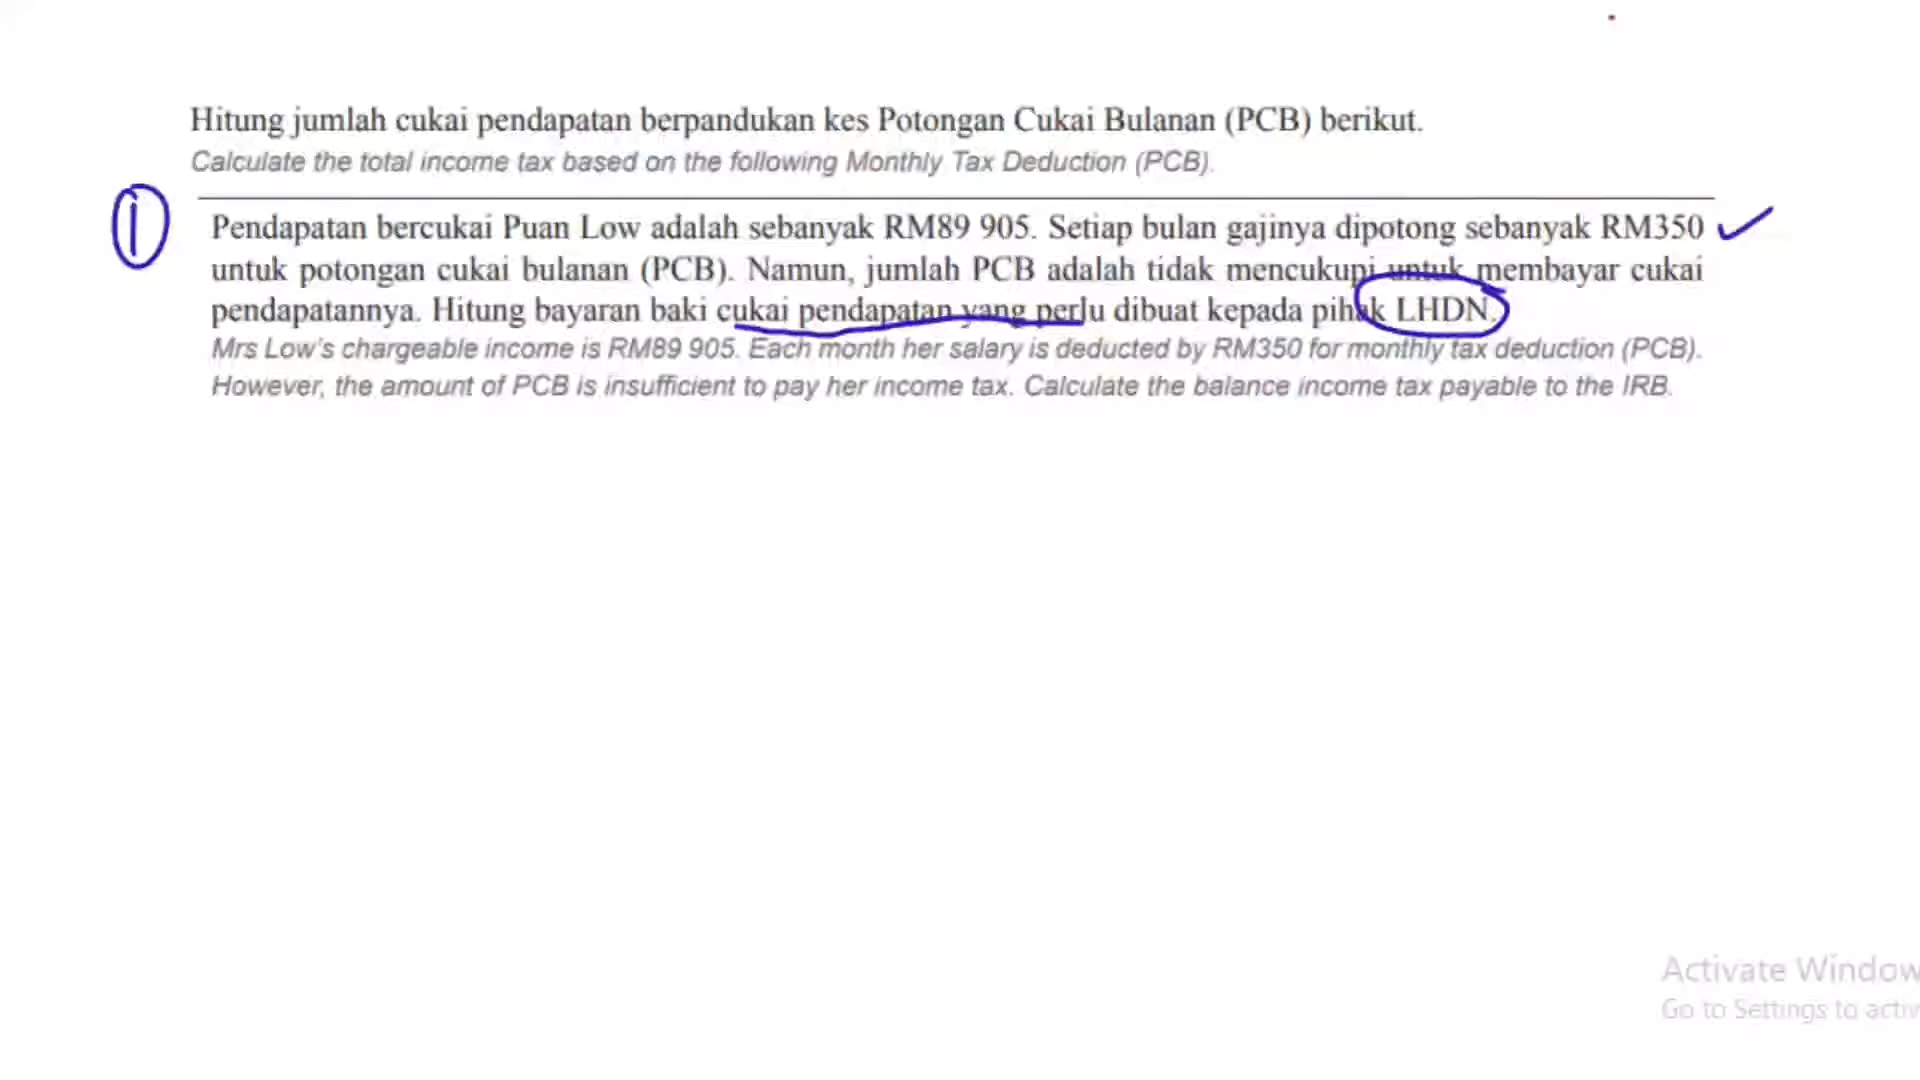 Hitung jumlah cukai pendapatan berpandukan kes Potongan Cukai Bulanan (PCB) berikut.
Calculate the total income tax based on the following Monthly Tax Deduction (PCB).
1
Pendapatan bercukai Puan Low adalah sebanyak RM89 905. Setiap bulan gajinya dipotong sebanyak RM350
untuk potongan cukai bulanan (PCB). Namun, jumlah PCB adalah tidak mencukupi untuk membayar cukai
pendapatannya. Hitung bayaran baki cukai pendapatan yang perlu dibuat kepada pihak LHDN.
Mrs Low's chargeable income is RM89 905. Each month her salary is deducted by RM350 for monthly tax deduction (PCB).
However, the amount of PCB is insufficient to pay her income tax. Calculate the balance income tax payable to the IRB.
Activate Window
Go to Settings to activ